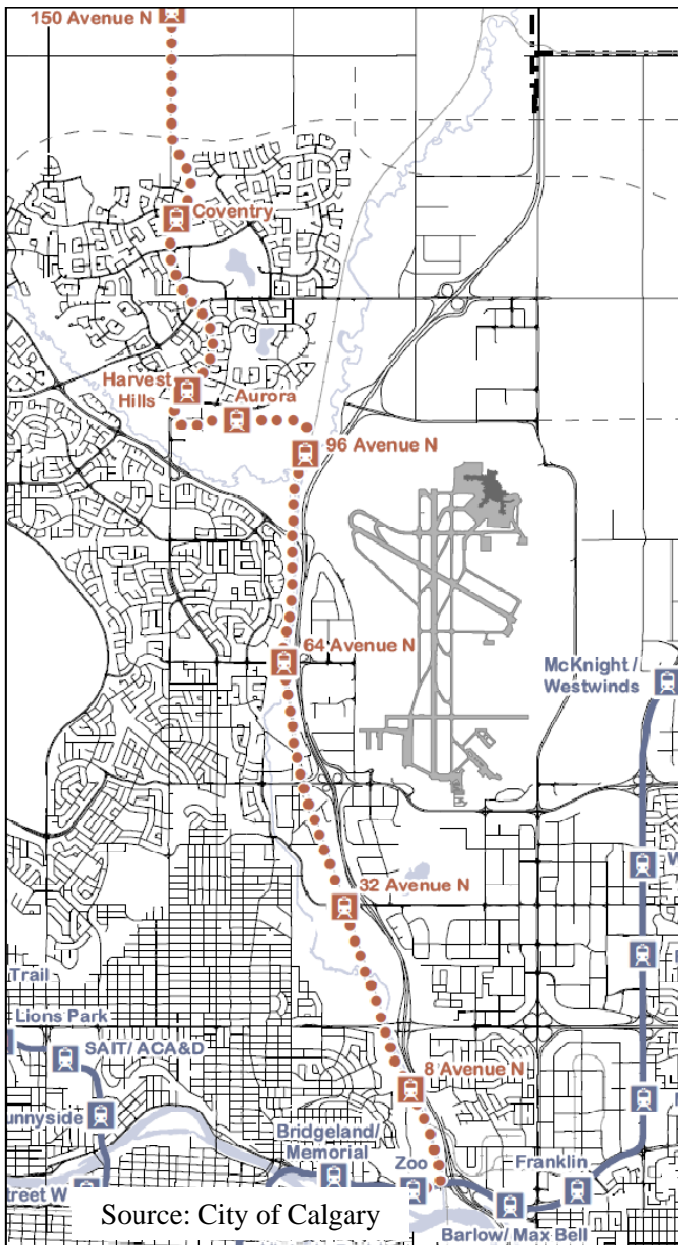 150 Avenue N
Coventry
Harvest
Hills
Aurora
96 Avenue N
64 Avenue N
McKnight /
Westwinds
32 Avenue N
Trail
Lions Park
SAIT/ ACA&D
8 Avenue N
unnyside
Bridgeland/
Memorial
Zoo
Franklin
treet W
Barlow/ Max Bell
Source: City of Calgary